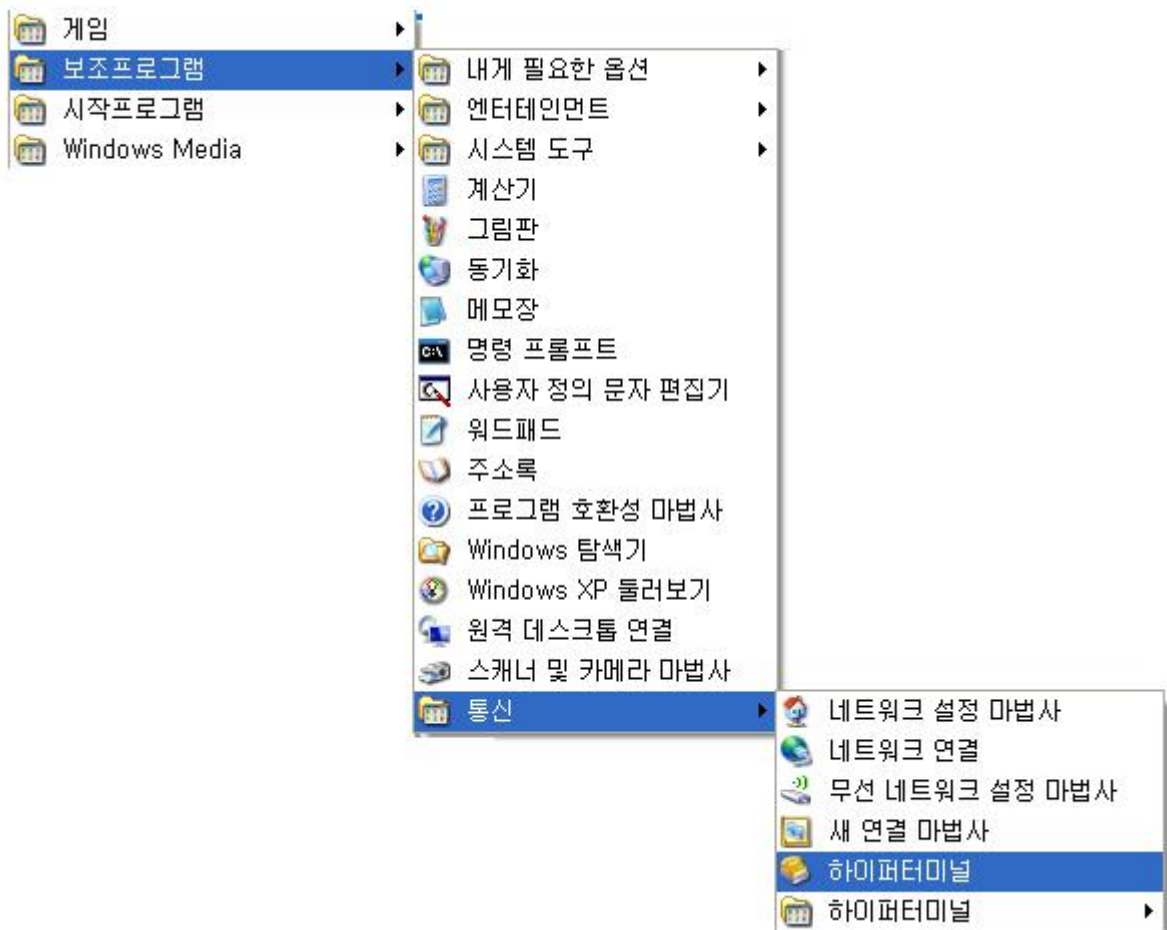 게임
보조프로그램
시작프로그램
Windows Media
내게 필요한 옵션
엔터테인먼트
시스템 도구
계산기
그림판
동기화
메모장
C:\
명령 프롬프트
사용자 정의 문자 편집기
워드패드
주소록
프로그램 호환성 마법사
Windows 탐색기
Windows XP 둘러보기
원격 데스크톱 연결
스캐너 및 카메라 마법사
통신
네트워크 설정 마법사
네트워크 연결
무선 네트워크 설정 마법사
새 연결 마법사
하이퍼터미널
하이퍼터미널